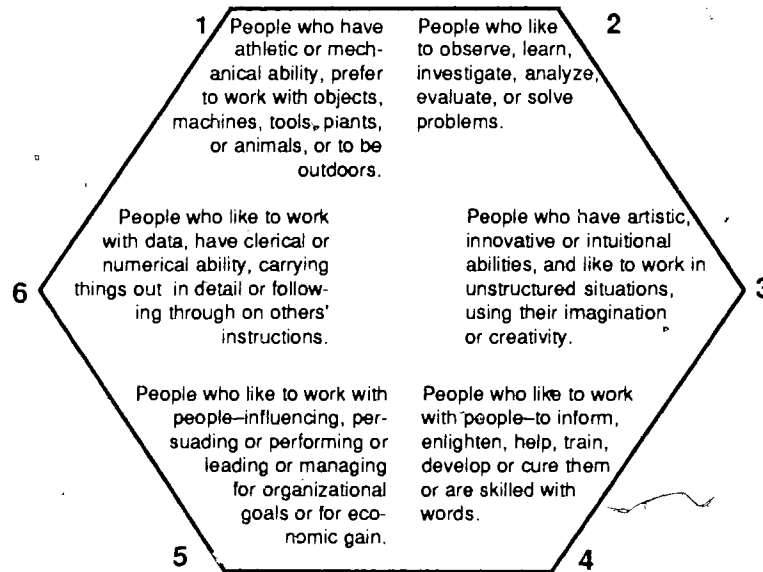 1
People who have
athletic or mech-
anical ability, prefer
to work with objects,
machines, tools, piants,
or animals, or to be
outdoors.
2
People who like
to observe, learn,
investigate, analyze,
evaluate, or solve
problems.
3
People who have artistic,
innovative or intuitional
abilities, and like to work in
unstructured situations,
using their imagination
or creativity.
4
People who like to work
with people–to inform,
enlighten, help, train,
develop or cure them
or are skilled with
words.
5
People who like to work with
people–influencing, per-
suading or performing or
leading or managing
for organizational
goals or for eco-
nomic gain.
6
People who like to work
with data, have clerical or
numerical ability, carrying
things out in detail or follow-
ing through on others'
instructions.